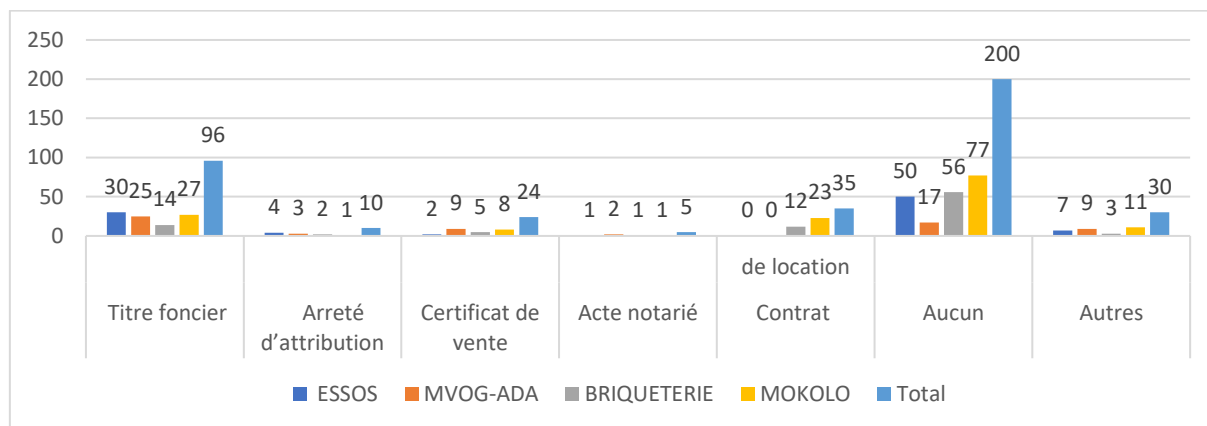 250
200
150
100
50
0
30 25 14 27 96
4 3 2 1 10
2 9 5 8 24
1 2 1 1 5
0 0 12 23 35
50 17 56 77 200
7 9 3 11 30
de location
Titre foncier
Arreté
d’attribution
Certificat de
vente
Acte notarié
Contrat
Aucun
Autres
ESSOS MVOG-ADA BRIQUETERIE MOKOLO Total